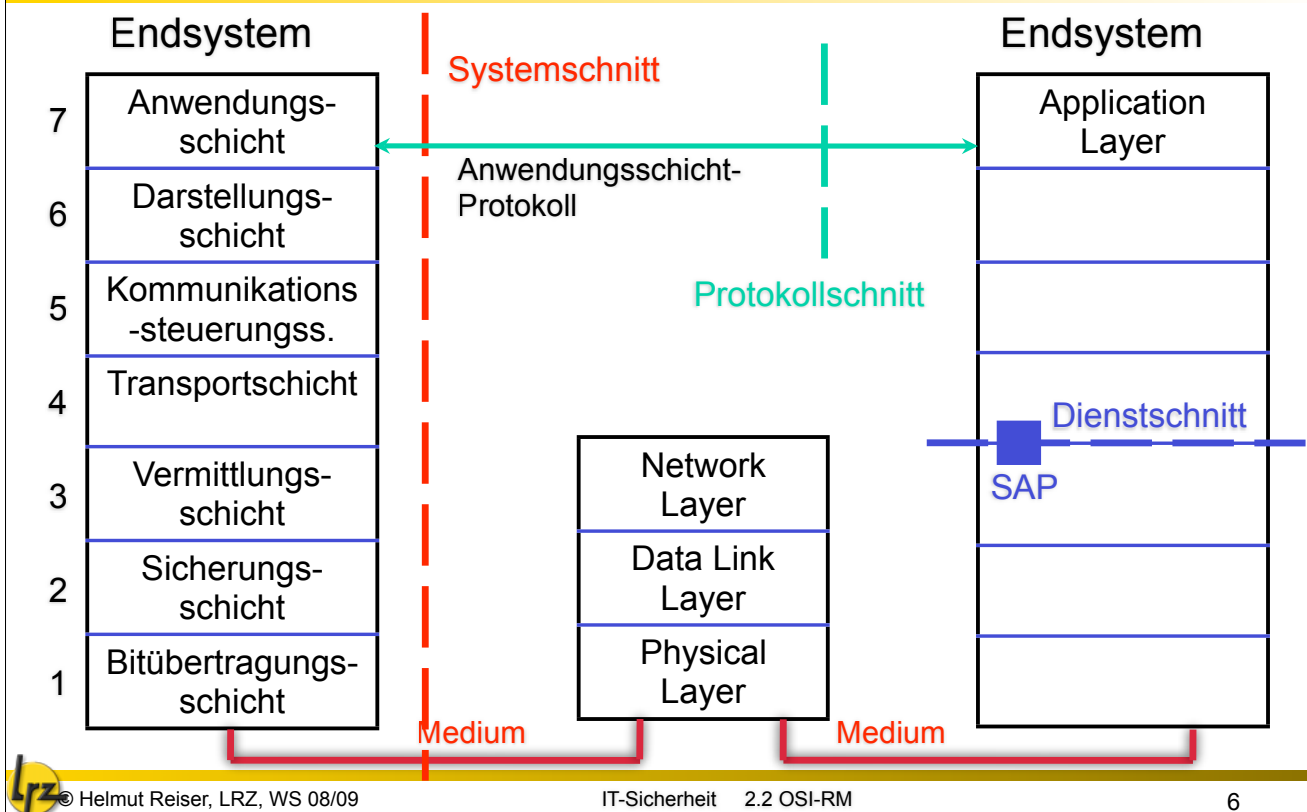 Endsystem
Endsystem
Systemschnitt
7
Anwendungs-
schicht
Application
Layer
Anwendungsschicht-
Protokoll
6
Darstellungs-
schicht
5
Kommunikations
-steuerungss.
Protokollschnitt
4
Transportschicht
Dienstschnitt
SAP
3
Vermittlungs-
schicht
Network
Layer
2
Sicherungs-
schicht
Data Link
Layer
1
Bitübertragungs-
schicht
Physical
Layer
Medium
Medium
lrz
© Helmut Reiser, LRZ, WS 08/09
IT-Sicherheit 2.2 OSI-RM
6